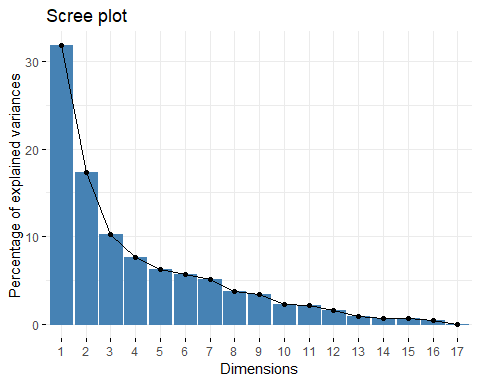 Scree plot
Percentage of explained variances
30
20
10
0
1 2 3 4 5 6 7 8 9 10 11 12 13 14 15 16 17
Dimensions